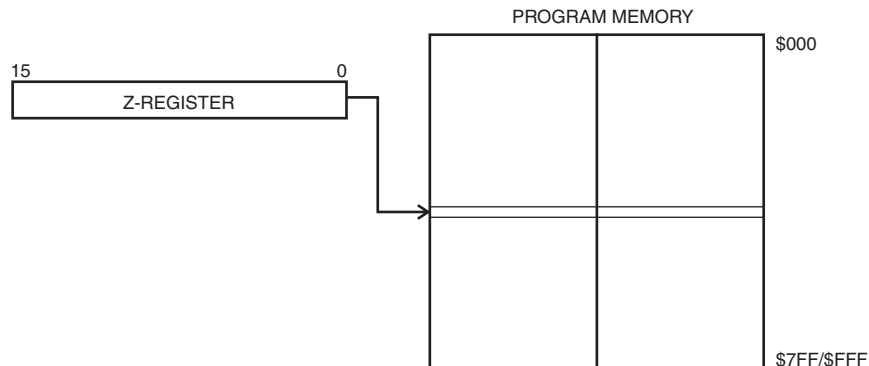 PROGRAM MEMORY
$000
15 0
Z-REGISTER
$7FF/$FFF